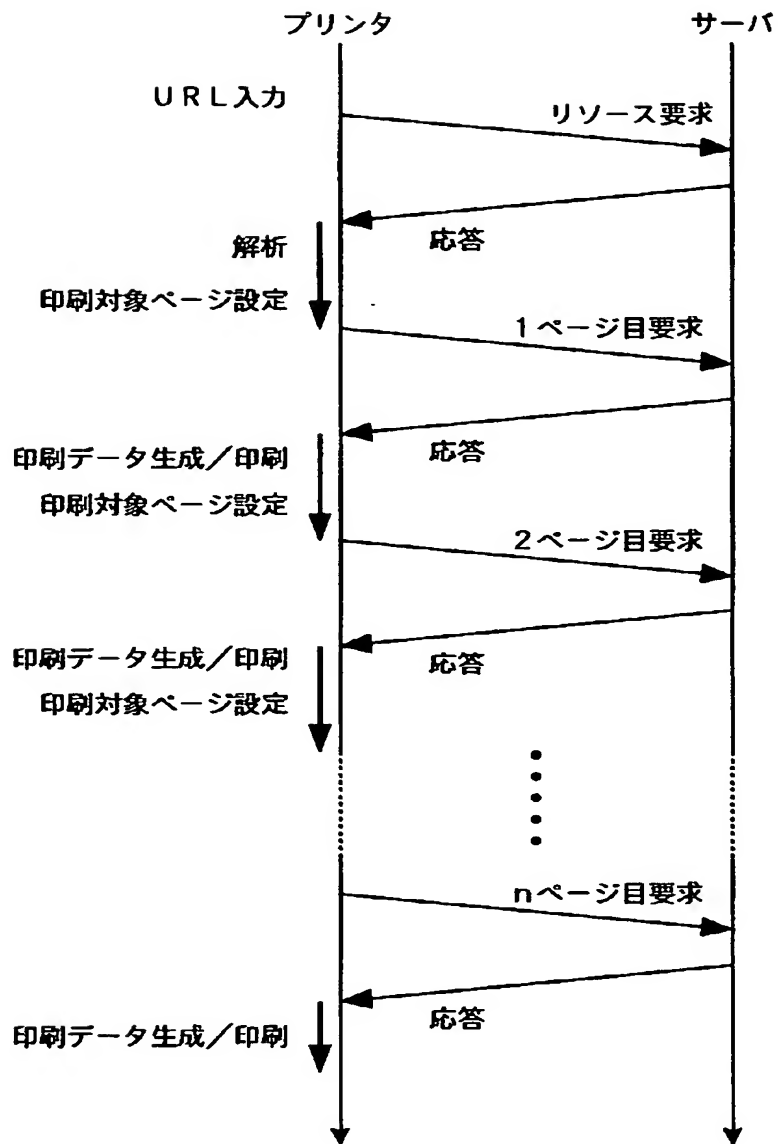 プリンタ
サーバ
URL入力
リソース要求
応答
解析
印刷対象ページ設定
1ページ目要求
応答
印刷データ生成/印刷
印刷対象ページ設定
2ページ目要求
応答
印刷データ生成/印刷
印刷対象ページ設定
nページ目要求
応答
印刷データ生成/印刷